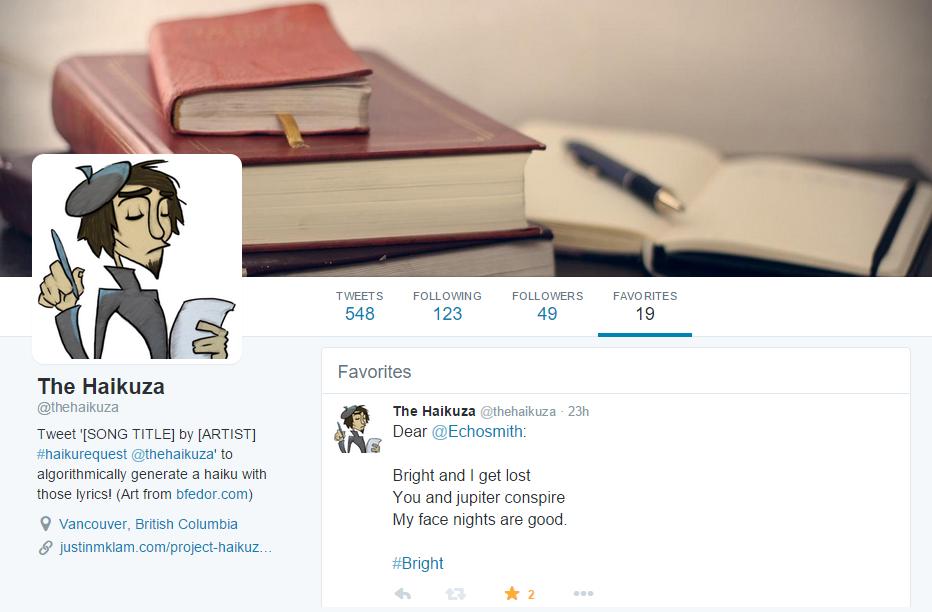 TWEETS FOLLOWING FOLLOWERS FAVORITES
548 123 49 19
The Haikuza
@thehaikuza
Tweet '[SONG TITLE] by [ARTIST]
#haikurequest @thehaikuza' to
algorithmically generate a haiku with
those lyrics! (Art from bfedor.com)
Vancouver, British Columbia
justinmklam.com/project-haikuz...
Favorites
The Haikuza @thehaikuza · 23h
Dear @Echosmith:
Bright and I get lost
You and jupiter conspire
My face nights are good.
#Bright
2